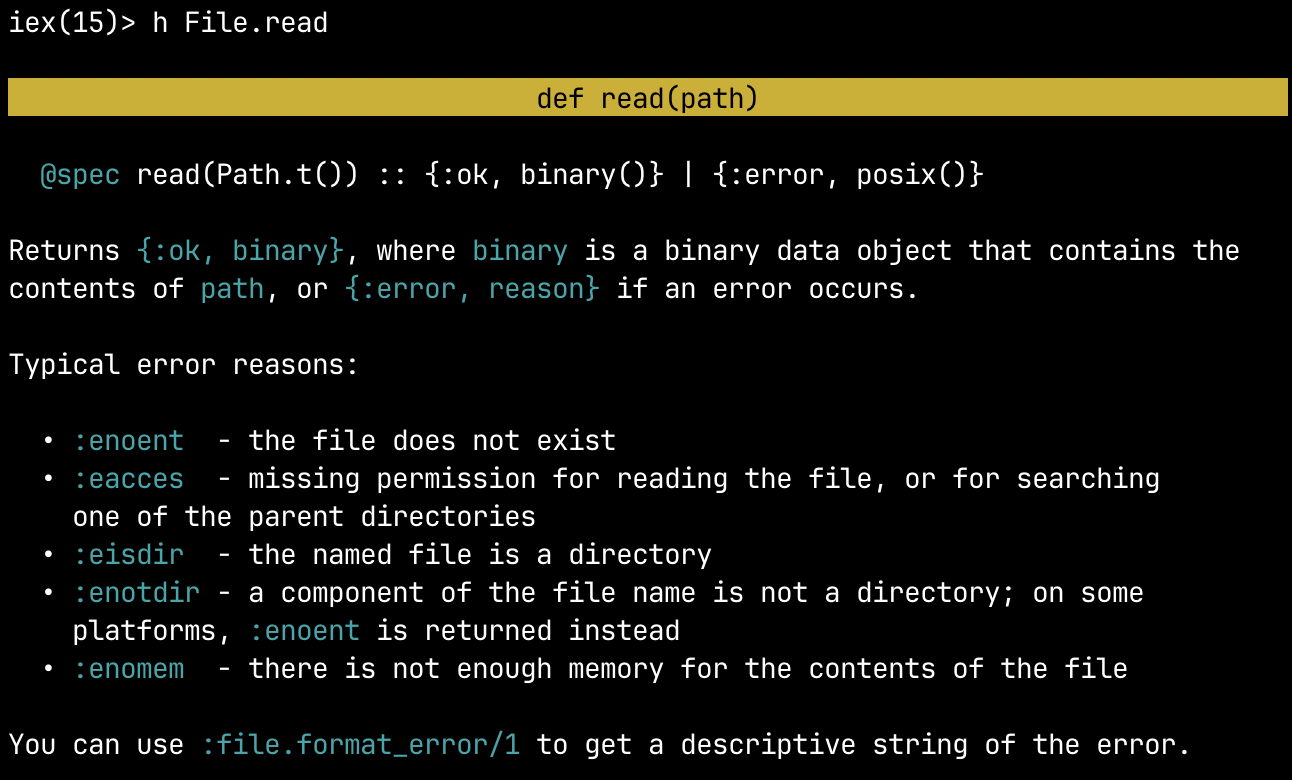 iex(15)> h File.read
def read(path)
@spec read(Path.t()) :: {:ok, binary()} | {:error, posix()}
Returns {:ok, binary}, where binary is a binary data object that contains the
contents of path, or {:error, reason} if an error occurs.
Typical error reasons:
• :enoent  - the file does not exist
• :eacces  - missing permission for reading the file, or for searching
one of the parent directories
• :eisdir  - the named file is a directory
• :enotdir - a component of the file name is not a directory; on some
platforms, :enoent is returned instead
• :enomem  - there is not enough memory for the contents of the file
You can use :file.format_error/1 to get a descriptive string of the error.